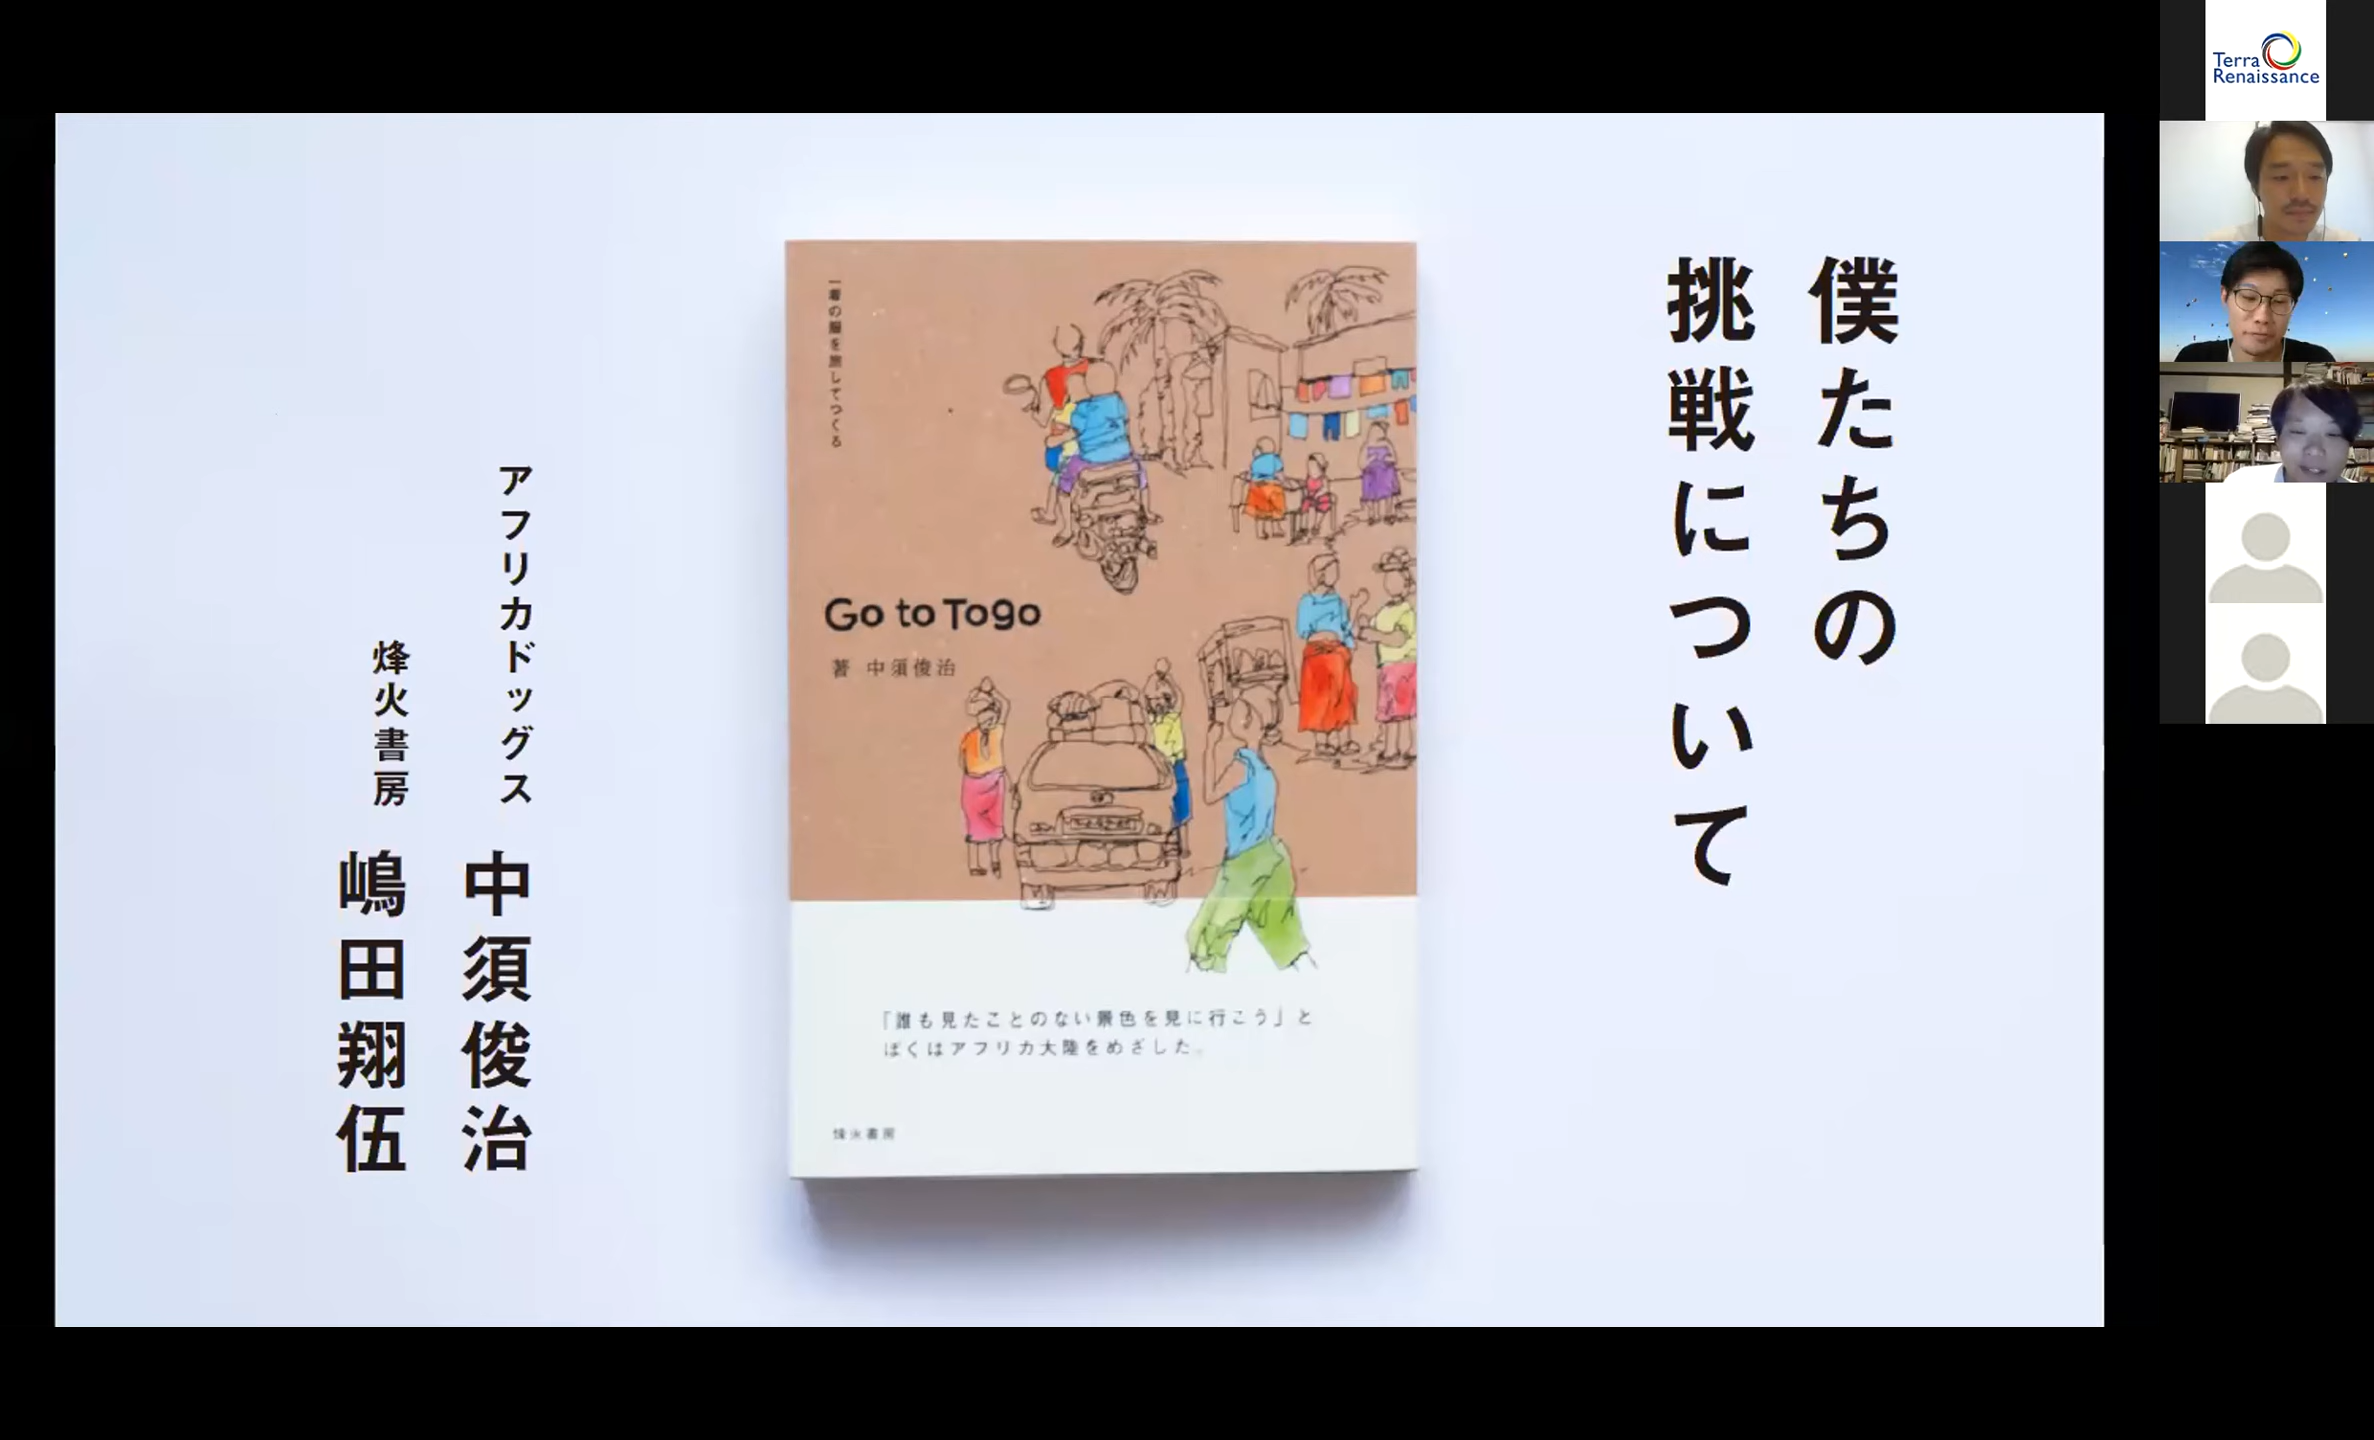 僕たちの
挑戦について
一着の服を旅してつくる
Go to Togo
著 中須俊治
「誰も見たことのない景色を見に行こう」と
ぼくはアフリカ大陸をめざした。
烽火書房
アフリカドッグス 中須俊治
烽火書房 嶋田翔伍
Terra
Renaissance